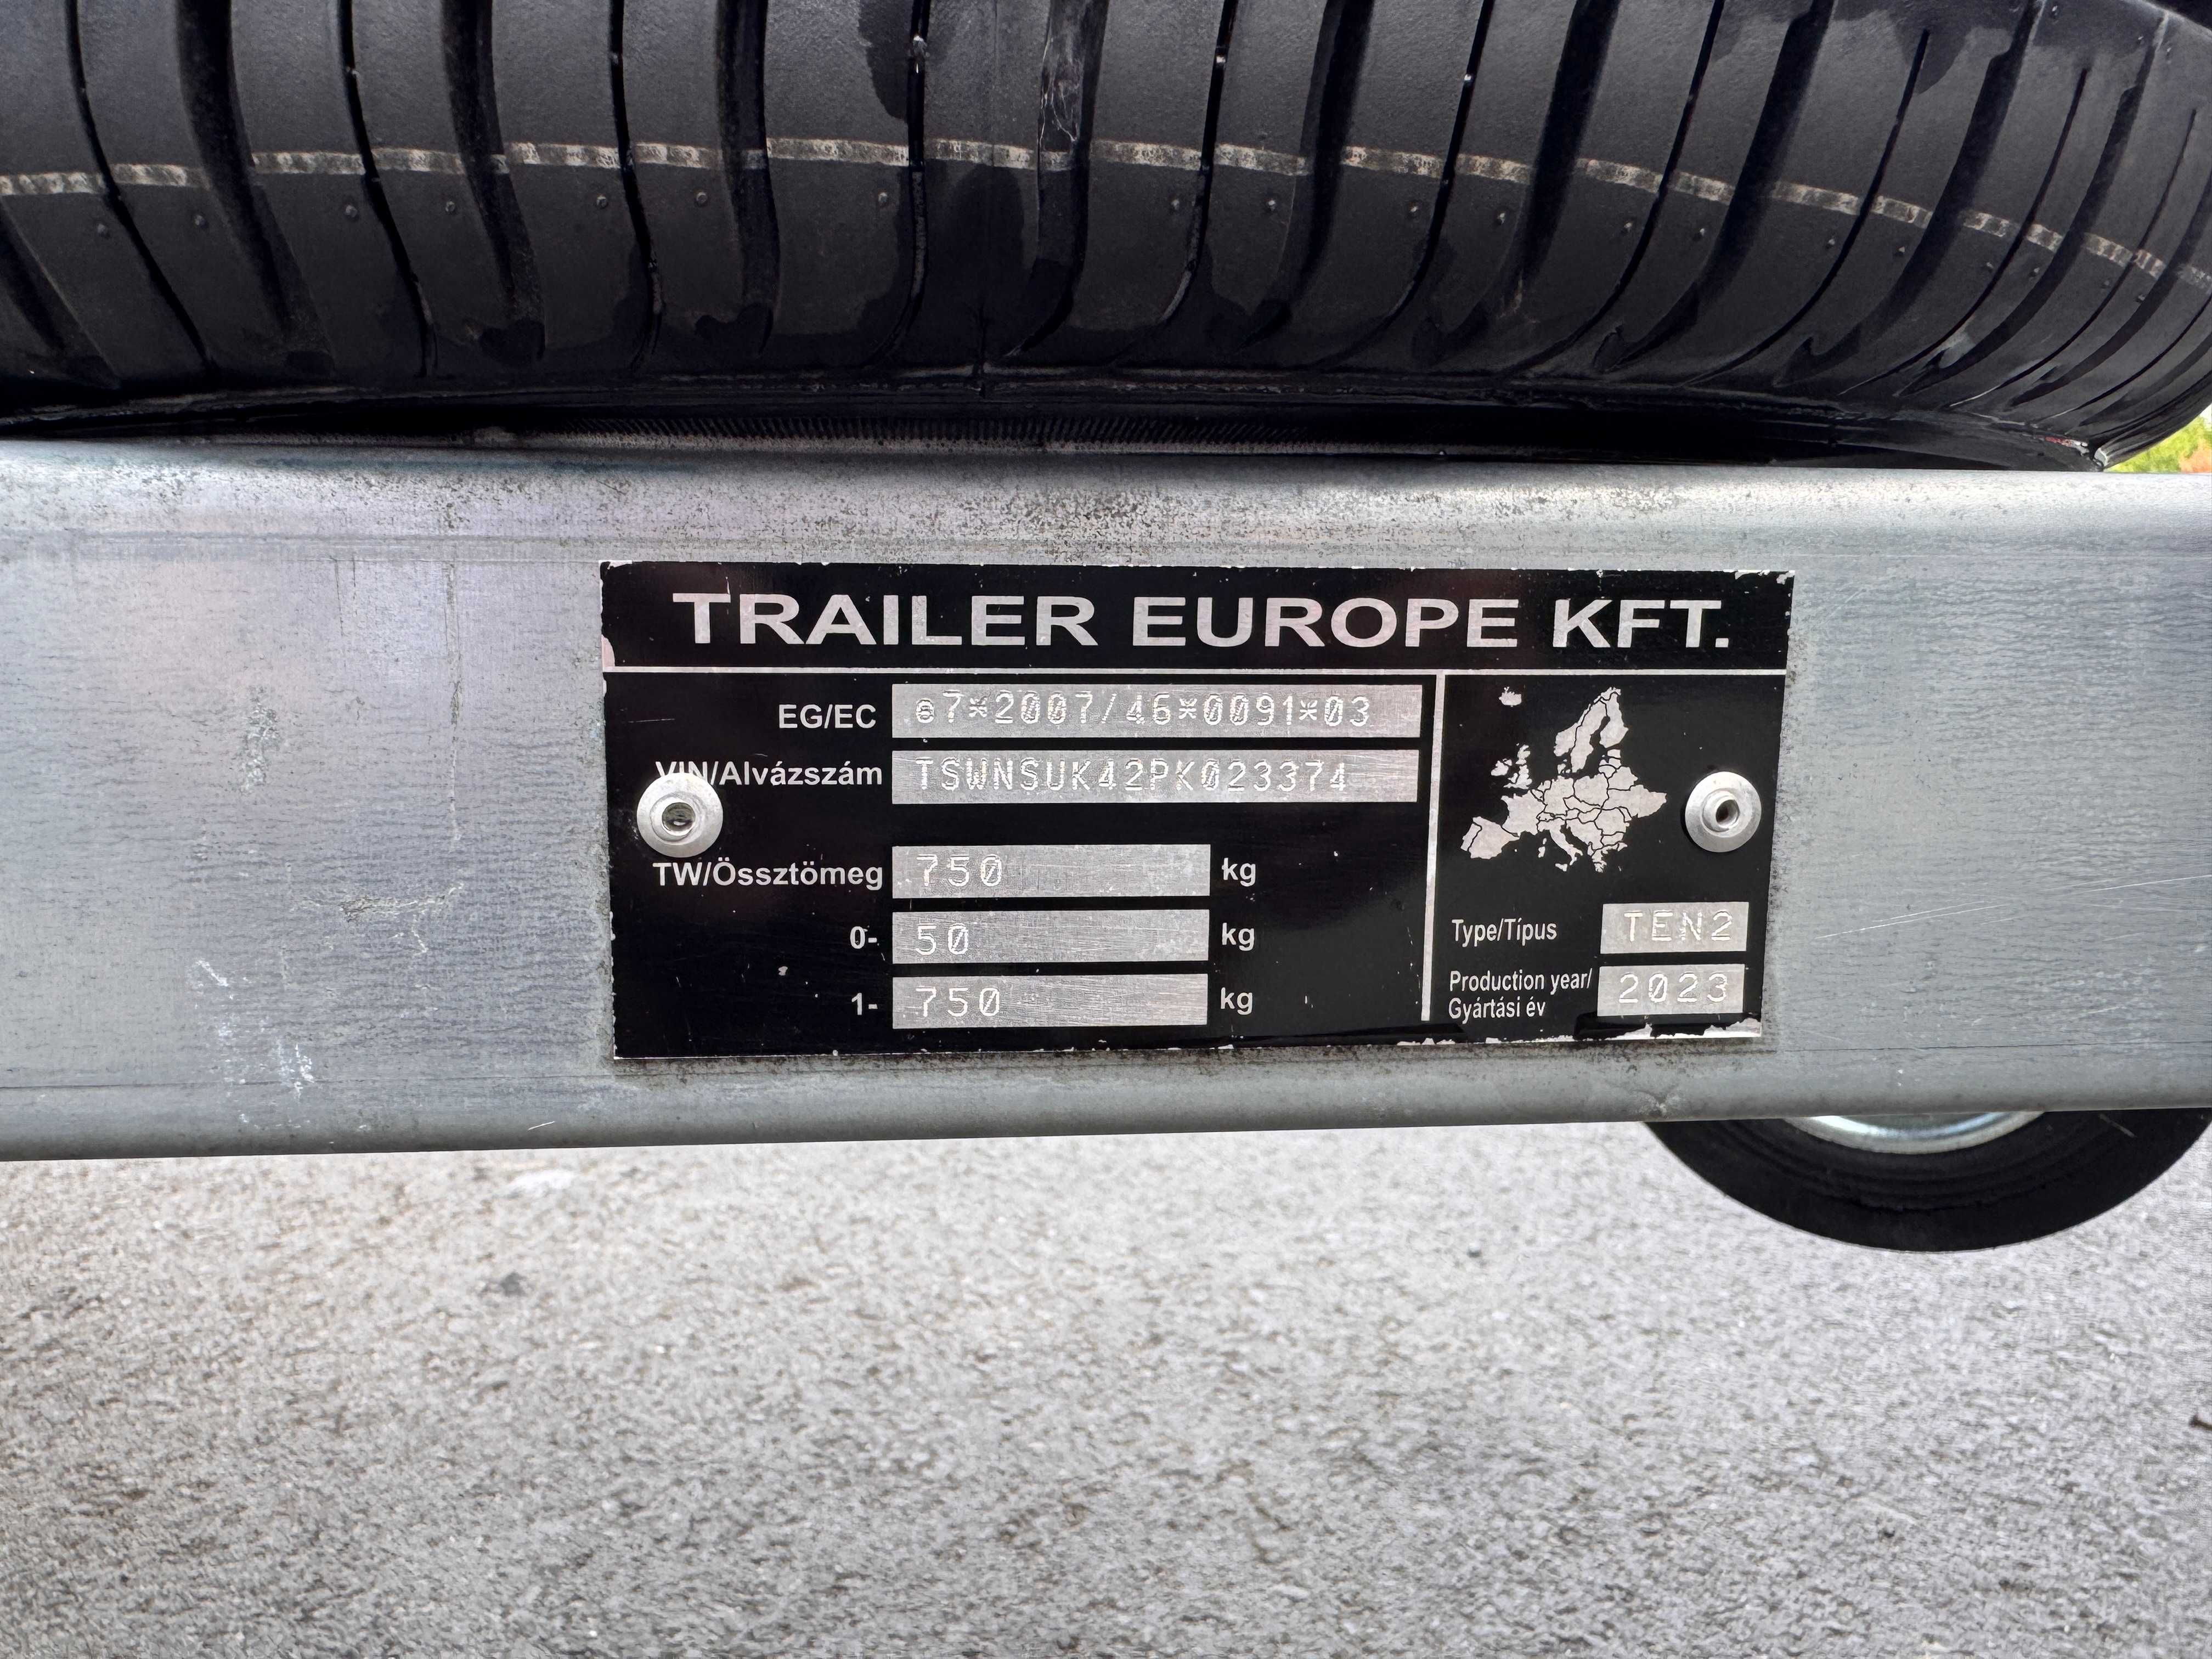 TRAILER EUROPE KFT.
EG/EC e7*2007/46*0091*03
VIN/Alvázszám TSWNSUK42PK023374
TW/Össztömeg 750 kg
0- 50 kg
1- 750 kg
Type/Típus TEN2
Production year/
Gyártási év 2023